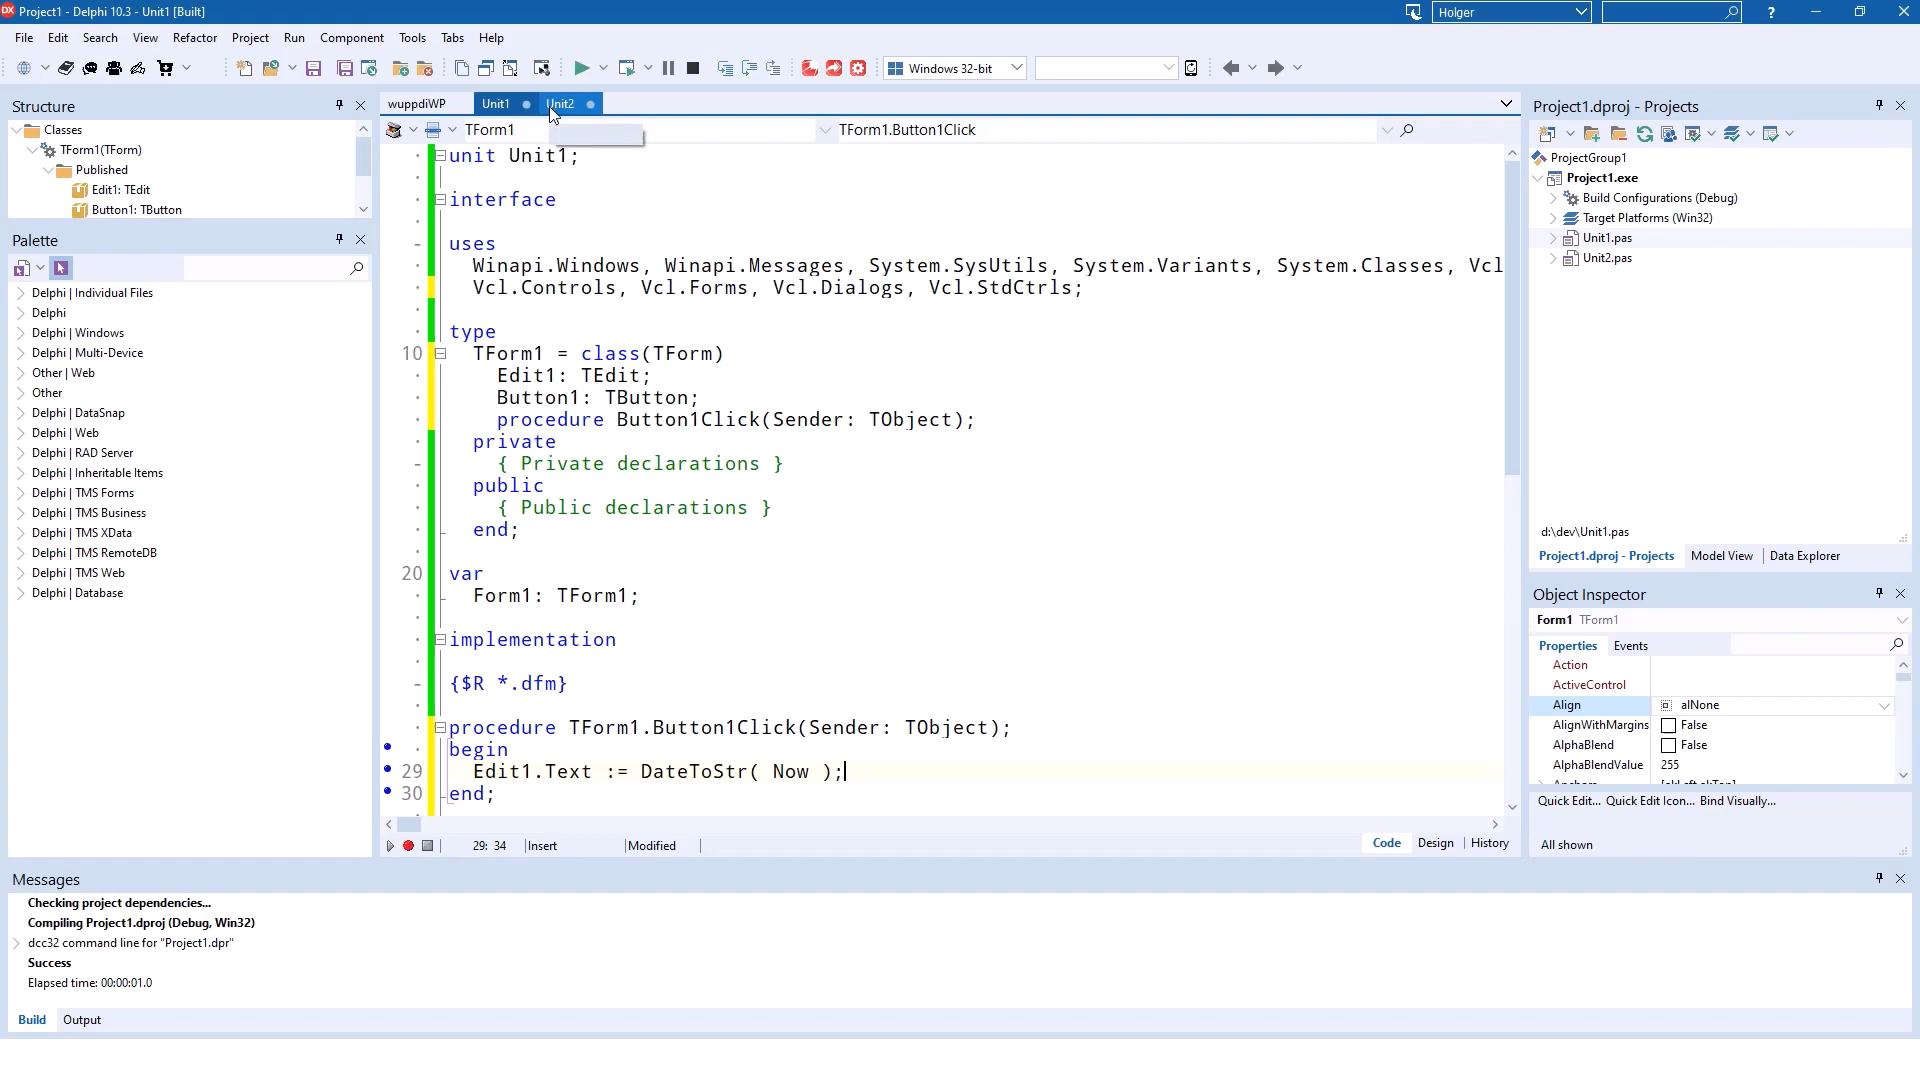 Project1 - Delphi 10.3 - Unit1 [Built]
Holger
?
File Edit Search View Refactor Project Run Component Tools Tabs Help
Windows 32-bit
Structure
Classes
TForm1(TForm)
Published
Edit1: TEdit
Button1: TButton
Palette
Delphi | Individual Files
Delphi
Delphi | Windows
Delphi | Multi-Device
Other | Web
Other
Delphi | DataSnap
Delphi | Web
Delphi | RAD Server
Delphi | Inheritable Items
Delphi | TMS Forms
Delphi | TMS Business
Delphi | TMS XData
Delphi | TMS RemoteDB
Delphi | TMS Web
Delphi | Database
wuppdiWP Unit1 Unit2
TForm1 TForm1.Button1Click
unit Unit1;
interface
uses
Winapi.Windows, Winapi.Messages, System.SysUtils, System.Variants, System.Classes, Vcl
Vcl.Controls, Vcl.Forms, Vcl.Dialogs, Vcl.StdCtrls;
type
10 TForm1 = class(TForm)
Edit1: TEdit;
Button1: TButton;
procedure Button1Click(Sender: TObject);
private
{ Private declarations }
public
{ Public declarations }
end;
20 var
Form1: TForm1;
implementation
{$R *.dfm}
procedure TForm1.Button1Click(Sender: TObject);
begin
29 Edit1.Text := DateToStr( Now );
30 end;
29: 34 Insert Modified
Code Design History
Project1.dproj - Projects
ProjectGroup1
Project1.exe
Build Configurations (Debug)
Target Platforms (Win32)
Unit1.pas
Unit2.pas
d:\dev\Unit1.pas
Project1.dproj - Projects Model View Data Explorer
Object Inspector
Form1 TForm1
Properties Events
Action
ActiveControl
Align alNone
AlignWithMargins False
AlphaBlend False
AlphaBlendValue 255
Quick Edit... Quick Edit Icon... Bind Visually...
All shown
Messages
Checking project dependencies...
Compiling Project1.dproj (Debug, Win32)
dcc32 command line for "Project1.dpr"
Success
Elapsed time: 00:00:01.0
Build Output